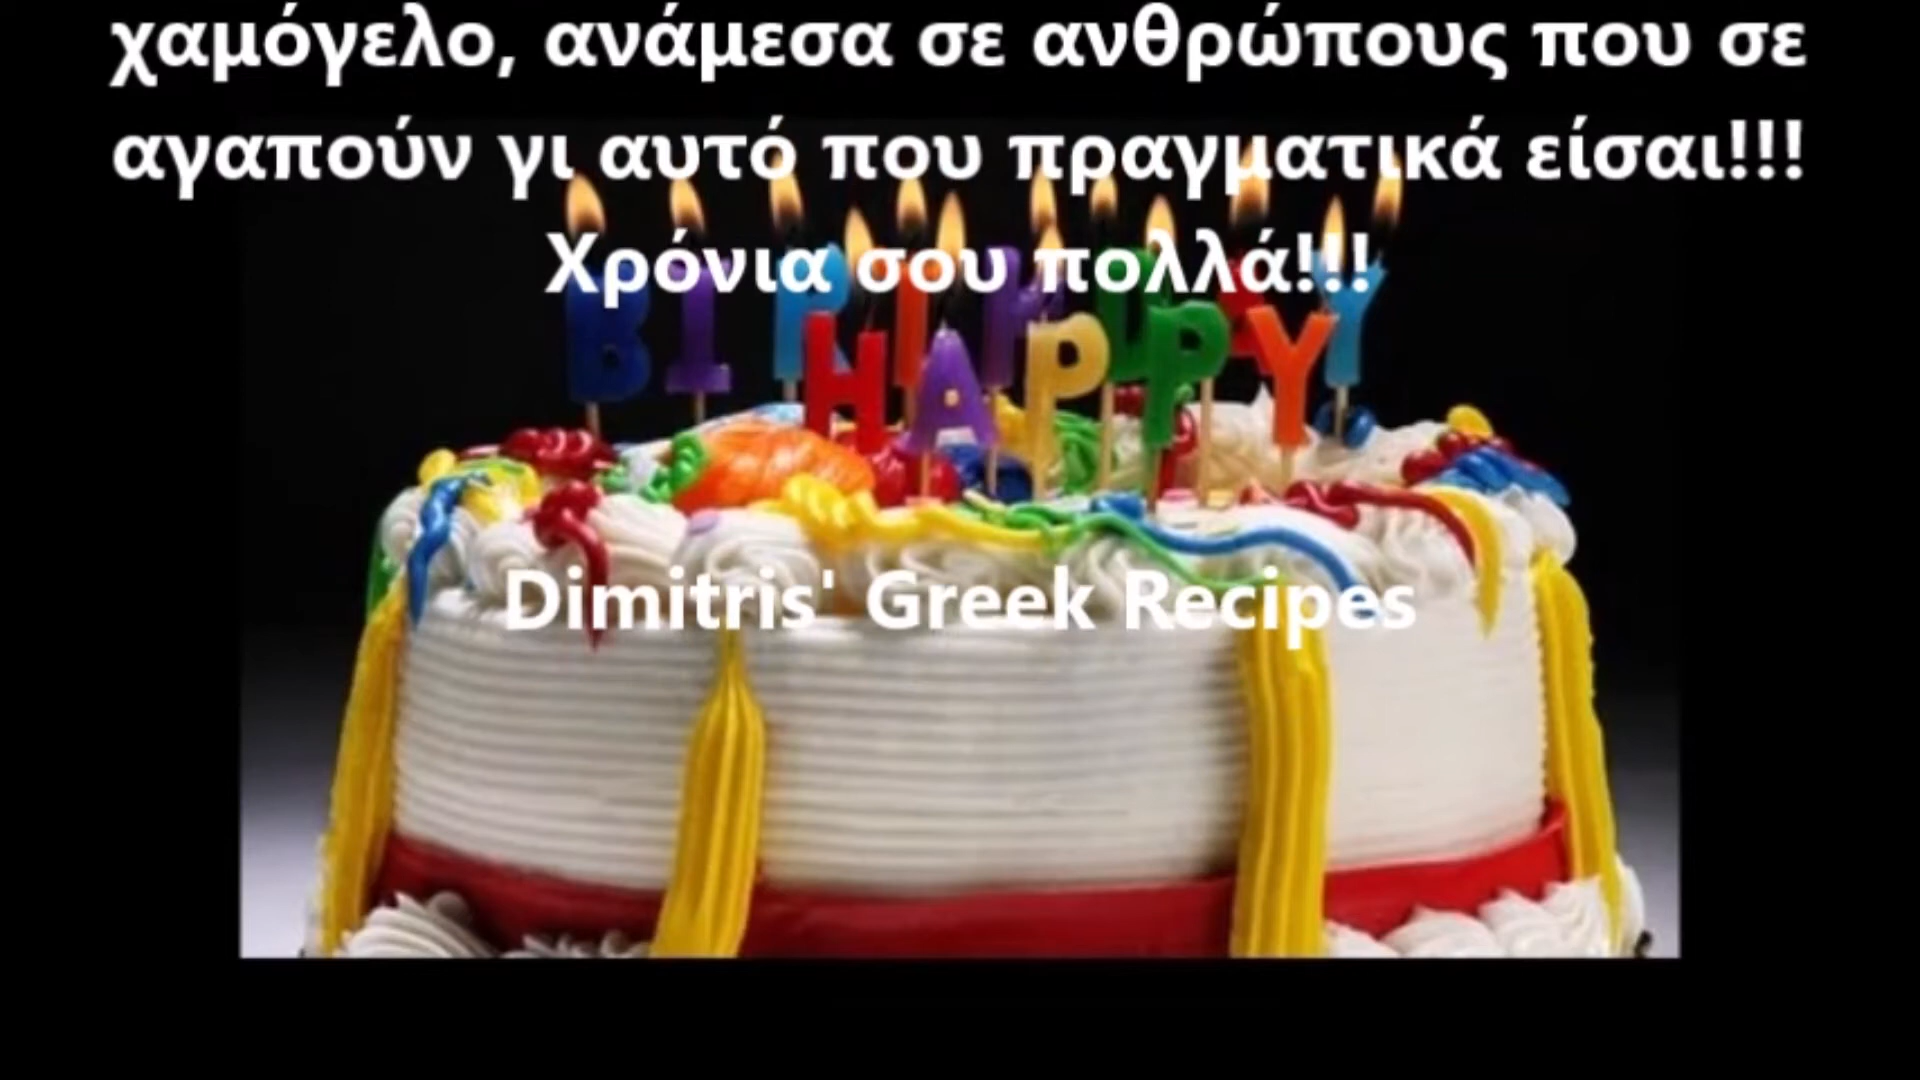 χαμόγελο, ανάμεσα σε ανθρώπους που σε
αγαπούν γι αυτό που πραγματικά είσαι!!!
Χρόνια σου πολλά!!!
HAPPY
Dimitris' Greek Recipes